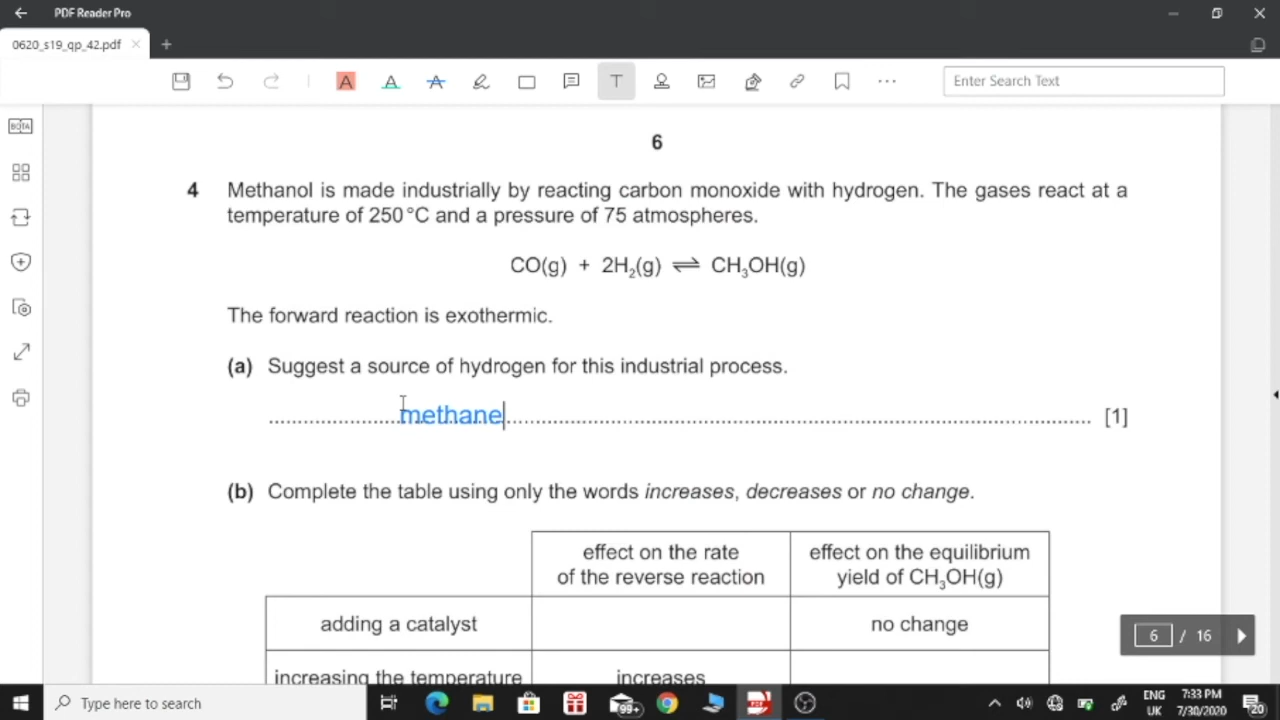 PDF Reader Pro
0620_s19_qp_42.pdf
Enter Search Text
BOTA
6
4 Methanol is made industrially by reacting carbon monoxide with hydrogen. The gases react at a
temperature of 250 °C and a pressure of 75 atmospheres.
CO(g) + 2H₂(g) ⇌ CH₃OH(g)
The forward reaction is exothermic.
(a) Suggest a source of hydrogen for this industrial process.
methane [1]
(b) Complete the table using only the words increases, decreases or no change.
effect on the rate
of the reverse reaction
effect on the equilibrium
yield of CH₃OH(g)
adding a catalyst
no change
increasing the temperature increases
6 / 16
Type here to search
99+
ENG
UK
7:33 PM
7/30/2020
20